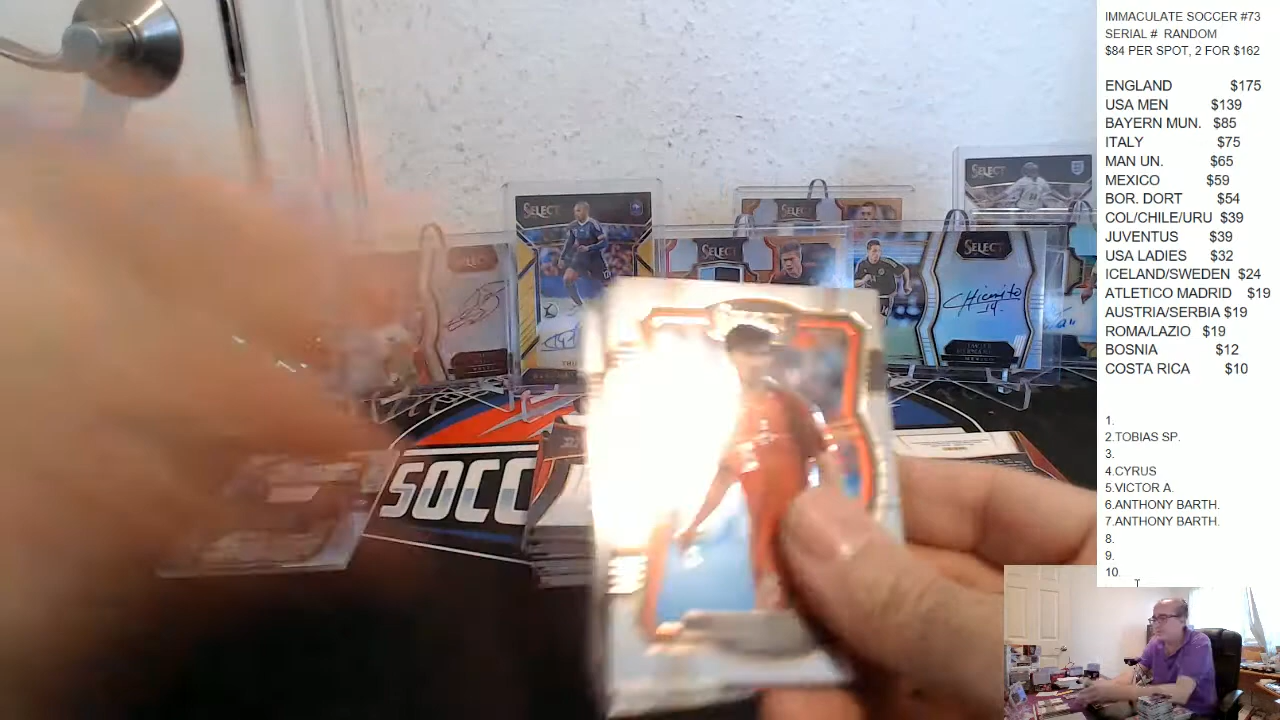 IMMACULATE SOCCER #73
SERIAL # RANDOM
$84 PER SPOT, 2 FOR $162
ENGLAND $175
USA MEN $139
BAYERN MUN. $85
ITALY $75
MAN UN. $65
MEXICO $59
BOR. DORT $54
COL/CHILE/URU $39
JUVENTUS $39
USA LADIES $32
ICELAND/SWEDEN $24
ATLETICO MADRID $19
AUSTRIA/SERBIA $19
ROMA/LAZIO $19
BOSNIA $12
COSTA RICA $10
1.
2.TOBIAS SP.
3.
4.CYRUS
5.VICTOR A.
6.ANTHONY BARTH.
7.ANTHONY BARTH.
8.
9.
10.
SELECT
SELECT
SELECT
SELECT
SELECT
Chicharito
14
SOCC